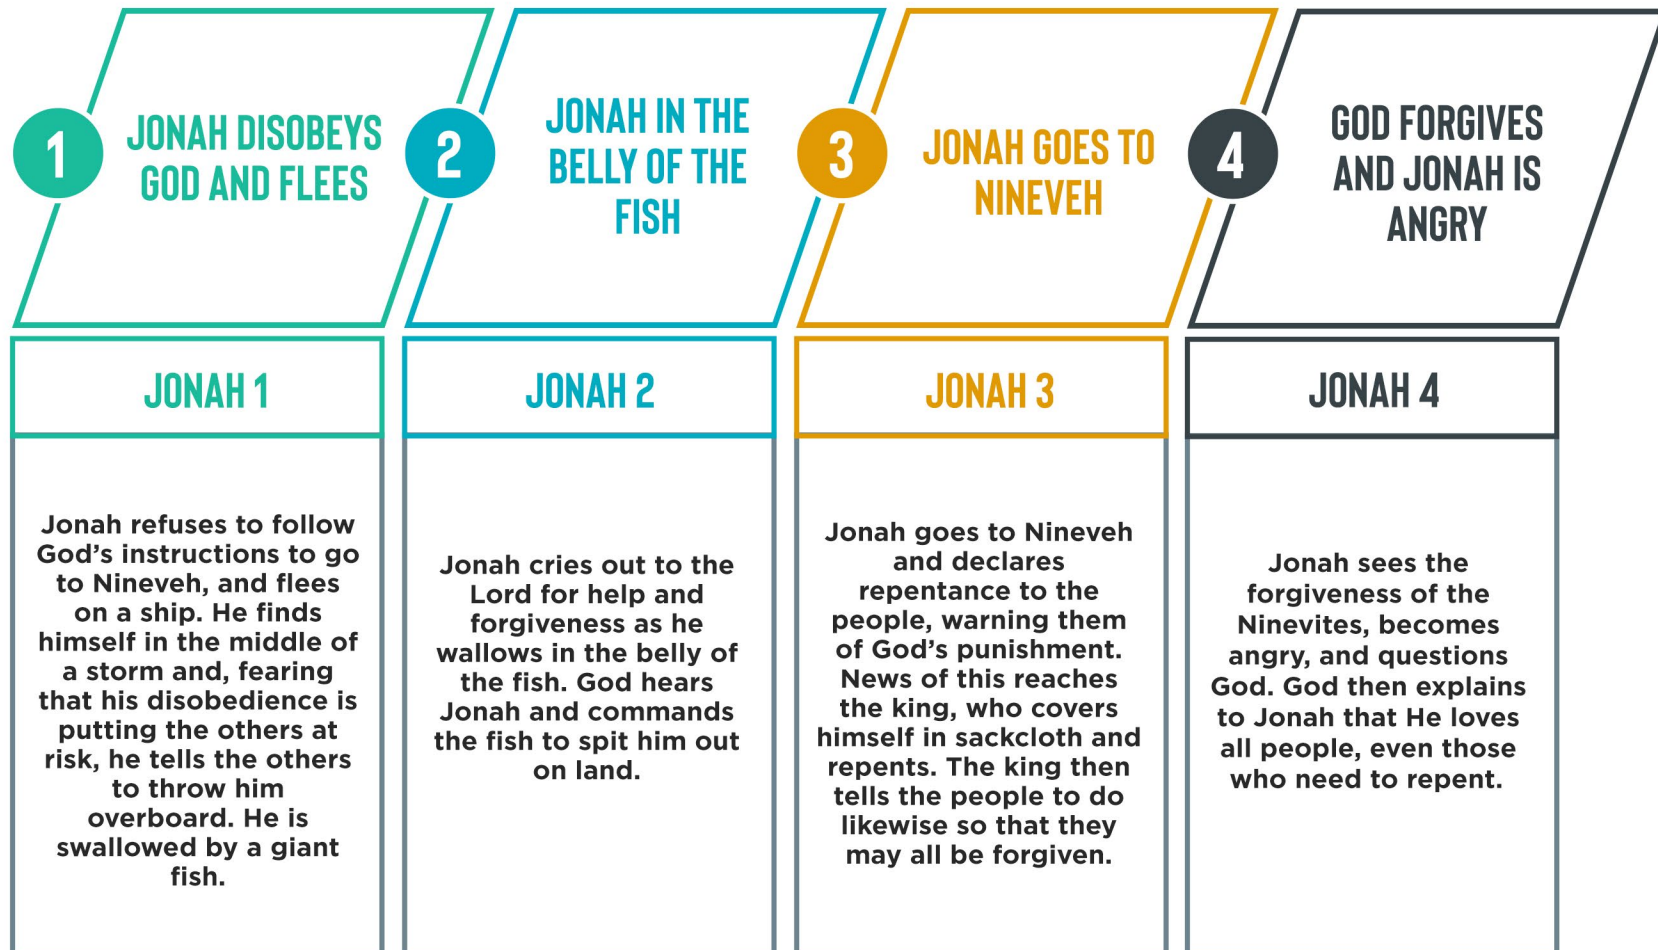 1
JONAH DISOBEYS
GOD AND FLEES
2
JONAH IN THE
BELLY OF THE
FISH
3
JONAH GOES TO
NINEVEH
4
GOD FORGIVES
AND JONAH IS
ANGRY
JONAH 1
Jonah refuses to follow
God’s instructions to go
to Nineveh, and flees
on a ship. He finds
himself in the middle of
a storm and, fearing
that his disobedience is
putting the others at
risk, he tells the others
to throw him
overboard. He is
swallowed by a giant
fish.
JONAH 2
Jonah cries out to the
Lord for help and
forgiveness as he
wallows in the belly of
the fish. God hears
Jonah and commands
the fish to spit him out
on land.
JONAH 3
Jonah goes to Nineveh
and declares
repentance to the
people, warning them
of God’s punishment.
News of this reaches
the king, who covers
himself in sackcloth and
repents. The king then
tells the people to do
likewise so that they
may all be forgiven.
JONAH 4
Jonah sees the
forgiveness of the
Ninevites, becomes
angry, and questions
God. God then explains
to Jonah that He loves
all people, even those
who need to repent.